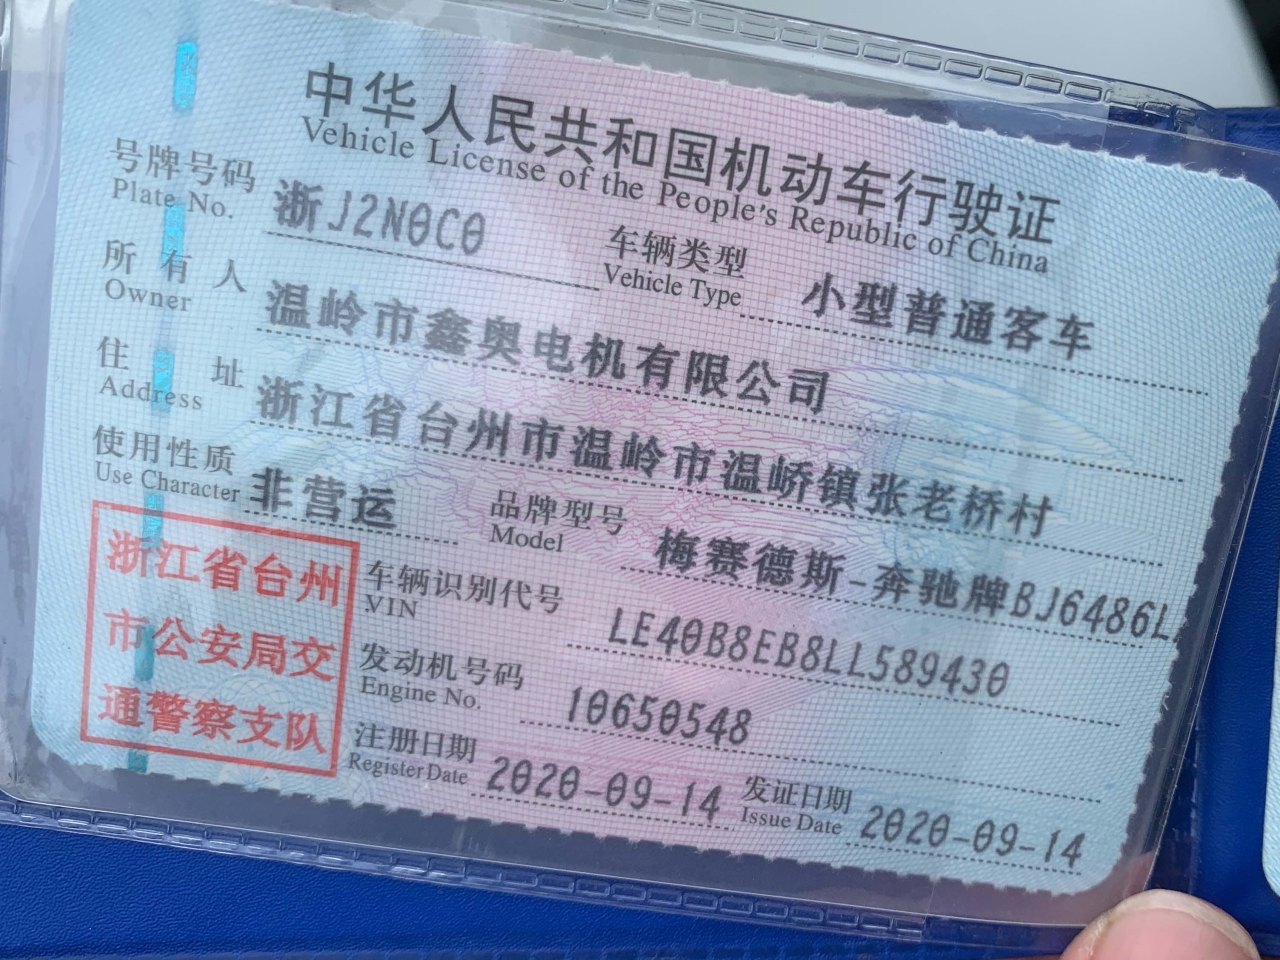 中华人民共和国机动车行驶证
Vehicle License of the People's Republic of China
号牌号码 浙J2N0C0 车辆类型 小型普通客车
Plate No. Vehicle Type
所有人 温岭市鑫奥电机有限公司
Owner
住址 浙江省台州市温岭市温峤镇张老桥村
Address
使用性质 非营运 品牌型号 梅赛德斯-奔驰牌BJ6486L
Use Character Model
浙江省台州
市公安局交
通警察支队
车辆识别代号 LE40B8EB8LL589430
VIN
发动机号码 10650548
Engine No.
注册日期 2020-09-14 发证日期 2020-09-14
Register Date Issue Date